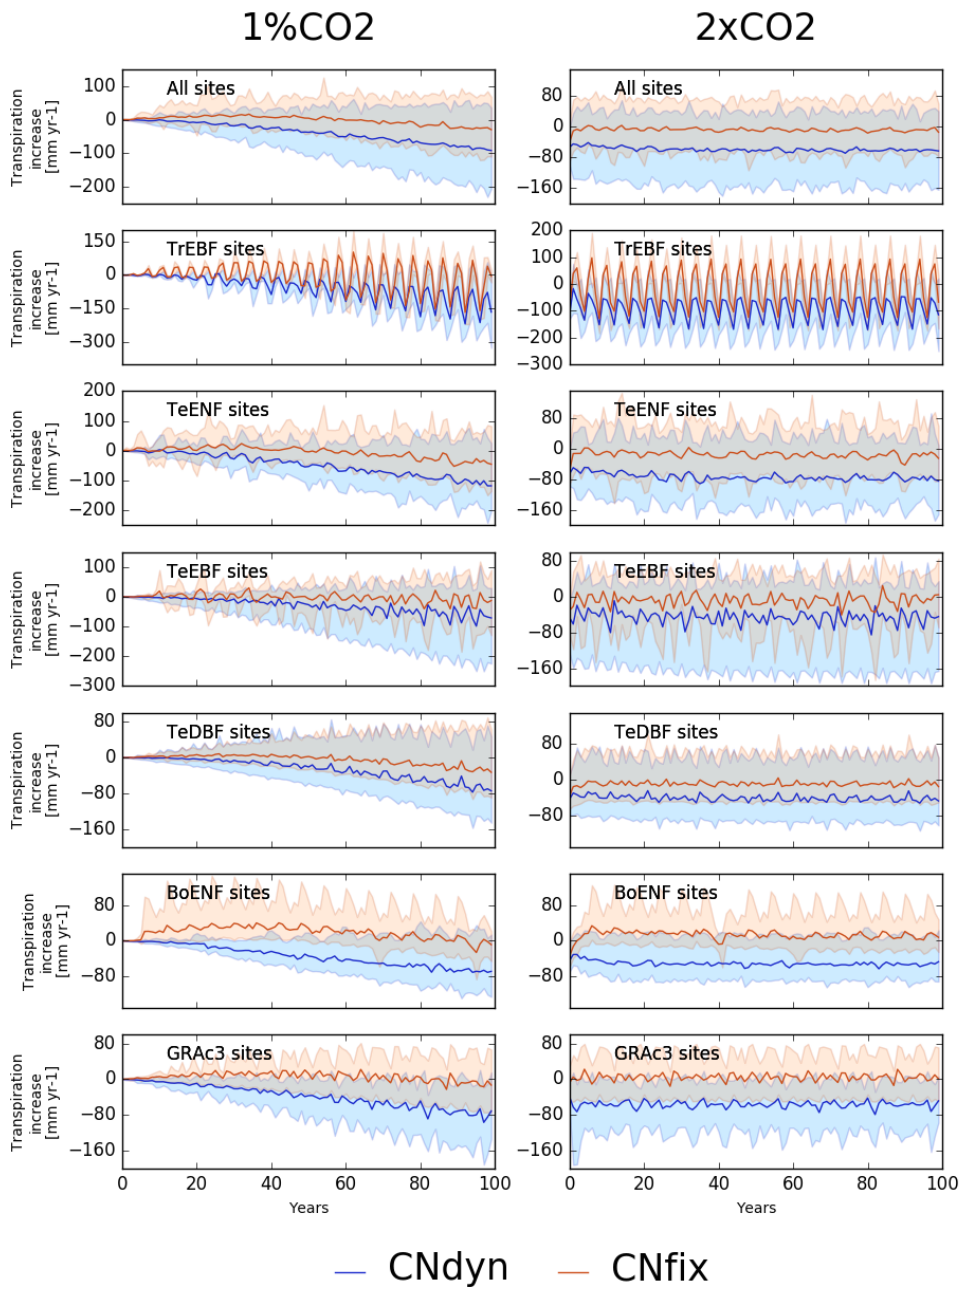 1%CO2 2xCO2
Transpiration
increase
[mm yr-1]
100
0
−100
−200
All sites
80
0
−80
−160
All sites
Transpiration
increase
[mm yr-1]
150
0
−150
−300
TrEBF sites
200
100
0
−100
−200
−300
TrEBF sites
Transpiration
increase
[mm yr-1]
200
100
0
−100
−200
TeENF sites
80
0
−80
−160
TeENF sites
Transpiration
increase
[mm yr-1]
100
0
−100
−200
−300
TeEBF sites
80
0
−80
−160
TeEBF sites
Transpiration
increase
[mm yr-1]
80
0
−80
−160
TeDBF sites
80
0
−80
TeDBF sites
Transpiration
increase
[mm yr-1]
80
0
−80
BoENF sites
80
0
−80
BoENF sites
Transpiration
increase
[mm yr-1]
80
0
−80
−160
GRAc3 sites
80
0
−80
−160
GRAc3 sites
0 20 40 60 80 100 0 20 40 60 80 100
Years Years
CNdyn CNfix